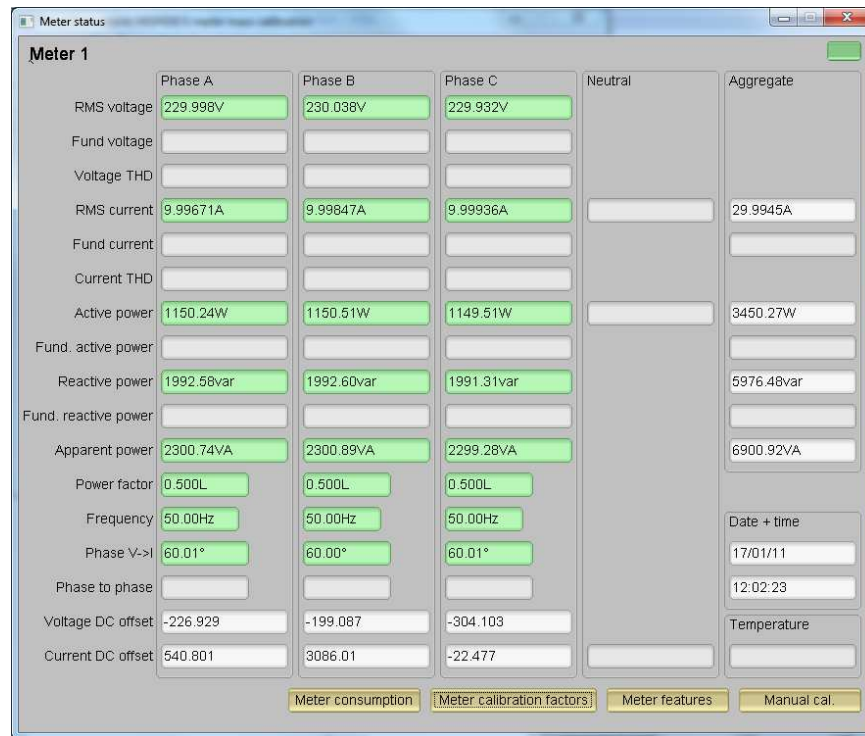 Meter status
Meter 1
Phase A Phase B Phase C Neutral Aggregate
RMS voltage 229.998V 230.038V 229.932V
Fund voltage
Voltage THD
RMS current 9.99671A 9.99847A 9.99936A 29.9945A
Fund current
Current THD
Active power 1150.24W 1150.51W 1149.51W 3450.27W
Fund. active power
Reactive power 1992.58var 1992.60var 1991.31var 5976.48var
Fund. reactive power
Apparent power 2300.74VA 2300.89VA 2299.28VA 6900.92VA
Power factor 0.500L 0.500L 0.500L
Frequency 50.00Hz 50.00Hz 50.00Hz Date + time
Phase V->I 60.01° 60.00° 60.01° 17/01/11
Phase to phase 12:02:23
Voltage DC offset -226.929 -199.087 -304.103 Temperature
Current DC offset 540.801 3086.01 -22.477
Meter consumption Meter calibration factors Meter features Manual cal.